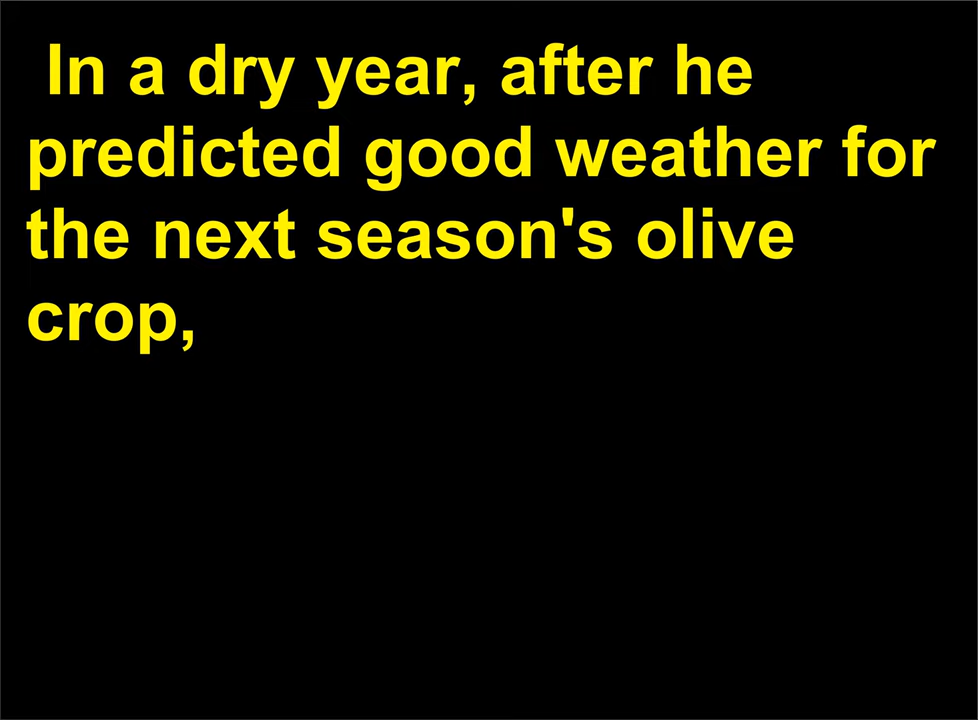 In a dry year, after he
predicted good weather for
the next season's olive
crop,